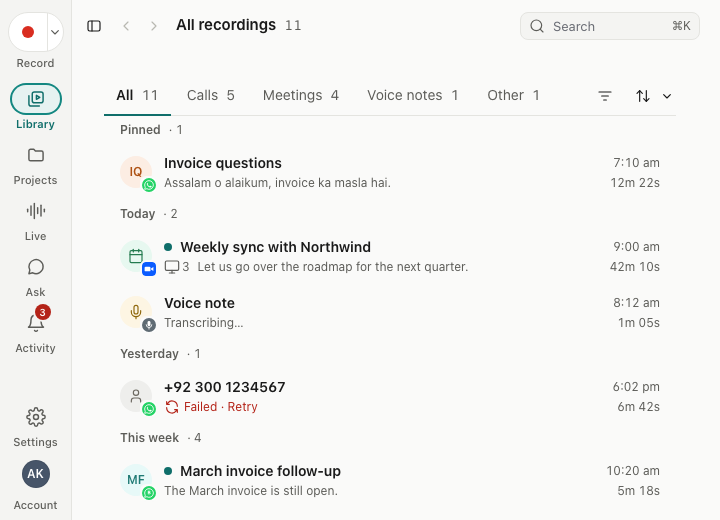 All recordings 11
Search ⌘K
Record
Library
Projects
Live
Ask
3
Activity
Settings
AK
Account
All 11 Calls 5 Meetings 4 Voice notes 1 Other 1
Pinned · 1
IQ Invoice questions 7:10 am
Assalam o alaikum, invoice ka masla hai. 12m 22s
Today · 2
Weekly sync with Northwind 9:00 am
3 Let us go over the roadmap for the next quarter. 42m 10s
Voice note 8:12 am
Transcribing... 1m 05s
Yesterday · 1
+92 300 1234567 6:02 pm
Failed · Retry 6m 42s
This week · 4
MF March invoice follow-up 10:20 am
The March invoice is still open. 5m 18s